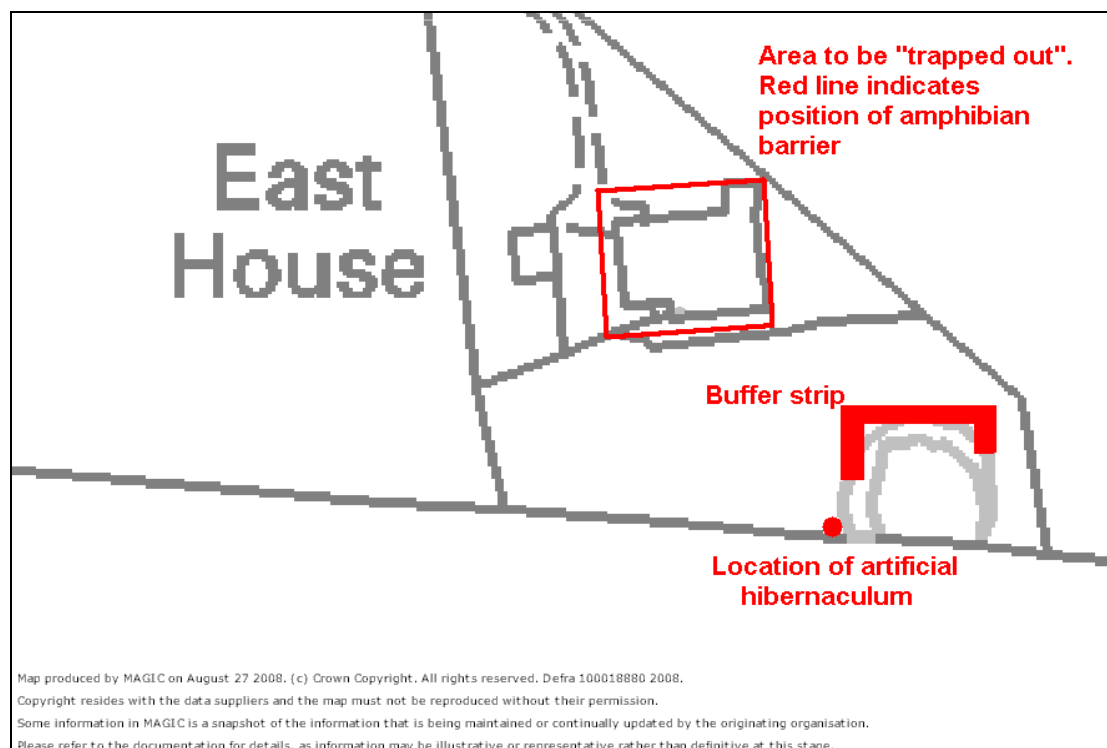 Area to be "trapped out".
Red line indicates
position of amphibian
barrier
East
House
Buffer strip
Location of artificial
hibernaculum
Map produced by MAGIC on August 27 2008. (c) Crown Copyright. All rights reserved. Defra 100018880 2008.
Copyright resides with the data suppliers and the map must not be reproduced without their permission.
Some information in MAGIC is a snapshot of the information that is being maintained or continually updated by the originating organisation.
Please refer to the documentation for details, as information may be illustrative or representative rather than definitive at this stage.